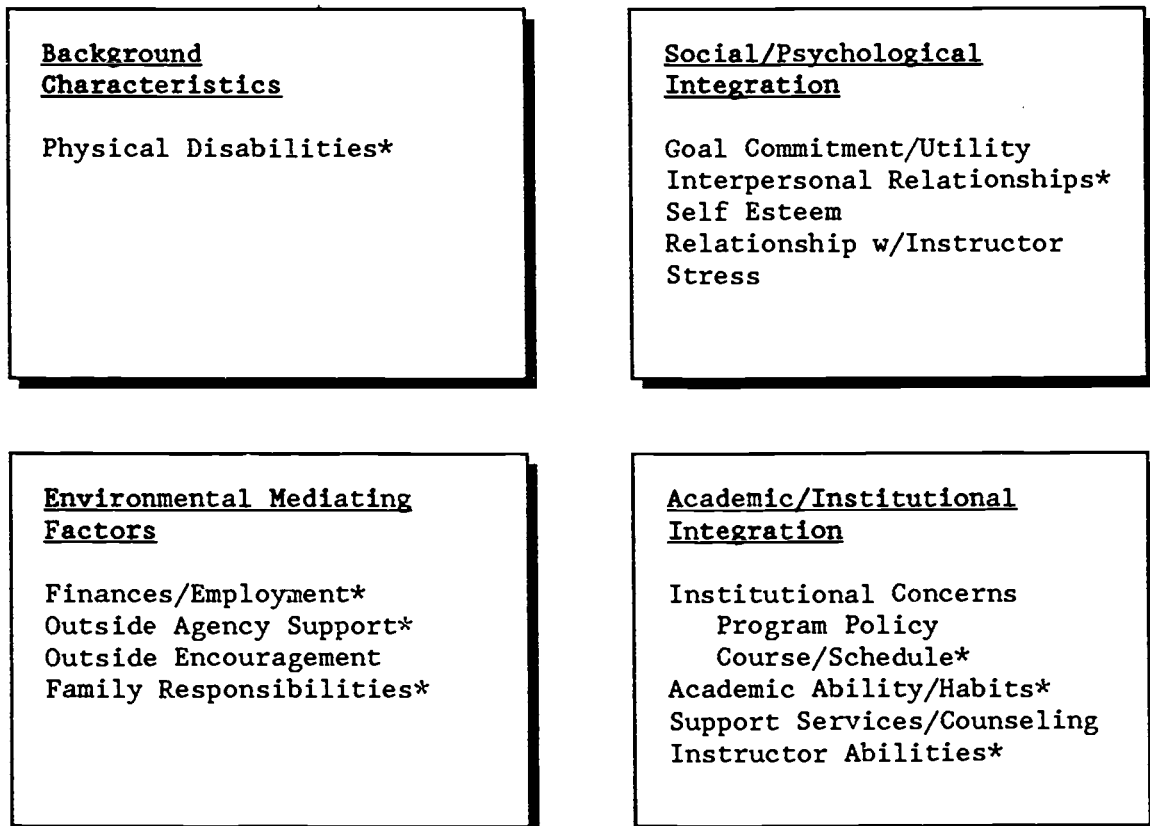 Background
Characteristics
Physical Disabilities*
Social/Psychological
Integration
Goal Commitment/Utility
Interpersonal Relationships*
Self Esteem
Relationship w/Instructor
Stress
Environmental Mediating
Factors
Finances/Employment*
Outside Agency Support*
Outside Encouragement
Family Responsibilities*
Academic/Institutional
Integration
Institutional Concerns
Program Policy
Course/Schedule*
Academic Ability/Habits*
Support Services/Counseling
Instructor Abilities*